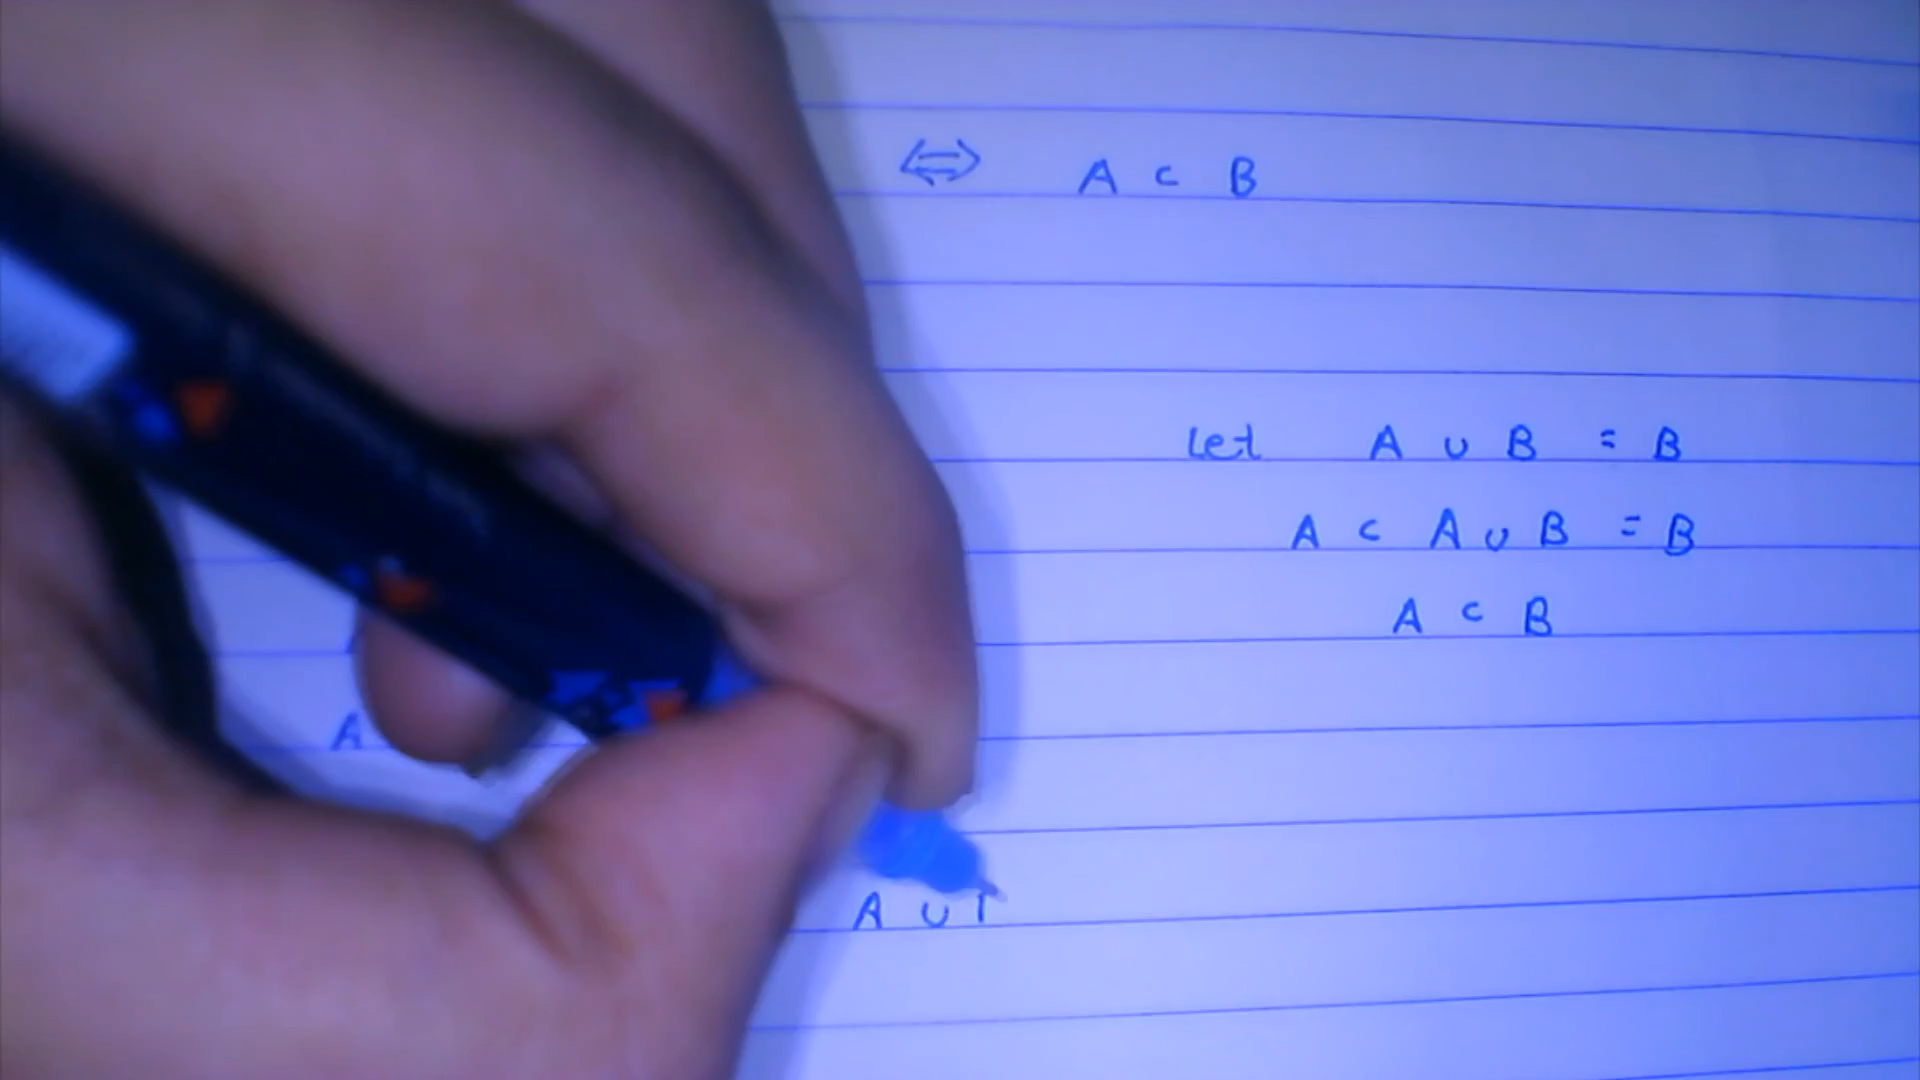 ⇔ A ⊂ B
Let A ∪ B = B
A ⊂ A ∪ B = B
A ⊂ B
A
A ∪